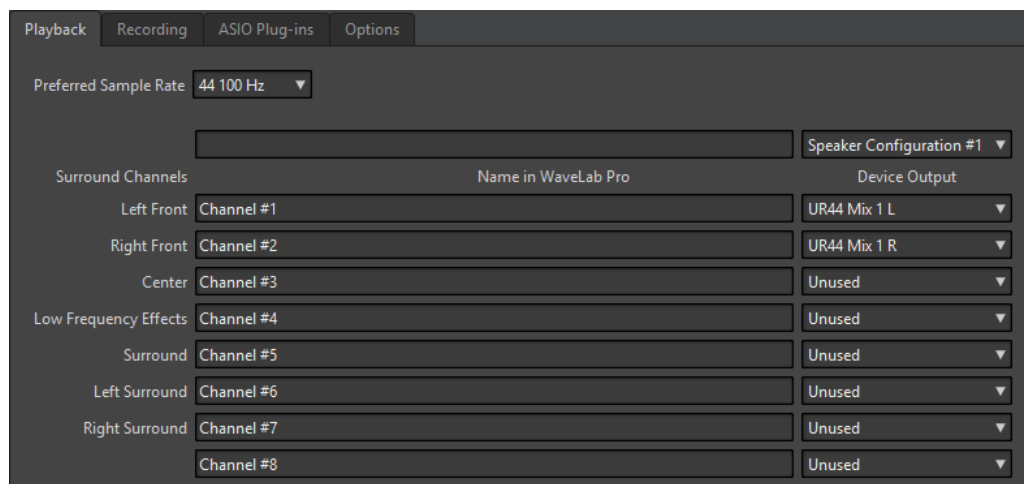 Playback Recording ASIO Plug-ins Options
Preferred Sample Rate 44 100 Hz
Speaker Configuration #1
Surround Channels Name in WaveLab Pro Device Output
Left Front Channel #1 UR44 Mix 1 L
Right Front Channel #2 UR44 Mix 1 R
Center Channel #3 Unused
Low Frequency Effects Channel #4 Unused
Surround Channel #5 Unused
Left Surround Channel #6 Unused
Right Surround Channel #7 Unused
Channel #8 Unused